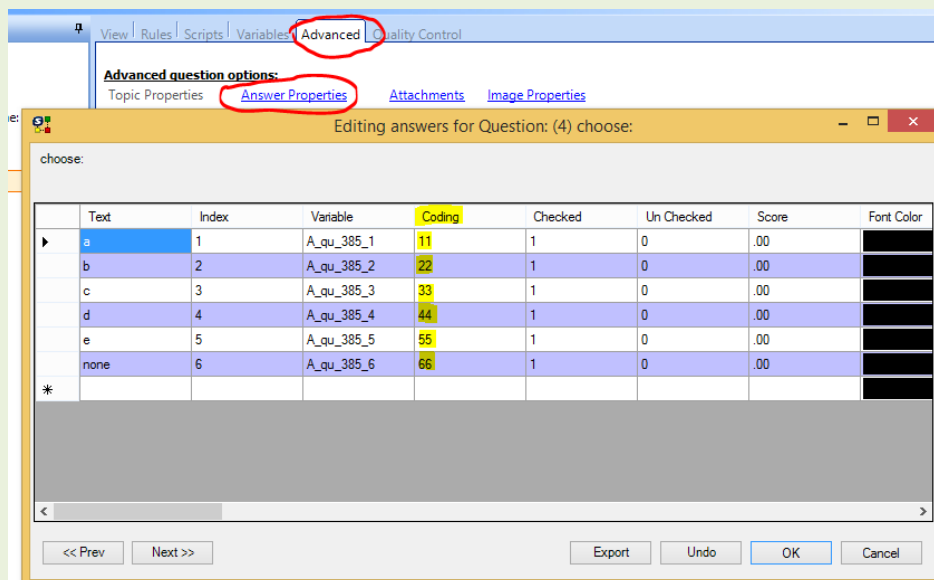 View Rules Scripts Variables Advanced Quality Control
Advanced question options:
Topic Properties Answer Properties Attachments Image Properties
e:
Editing answers for Question: (4) choose:
choose:
Text Index Variable Coding Checked Un Checked Score Font Color
a 1 A_qu_385_1 11 1 0 .00
b 2 A_qu_385_2 22 1 0 .00
c 3 A_qu_385_3 33 1 0 .00
d 4 A_qu_385_4 44 1 0 .00
e 5 A_qu_385_5 55 1 0 .00
none 6 A_qu_385_6 66 1 0 .00
<< Prev Next >> Export Undo OK Cancel